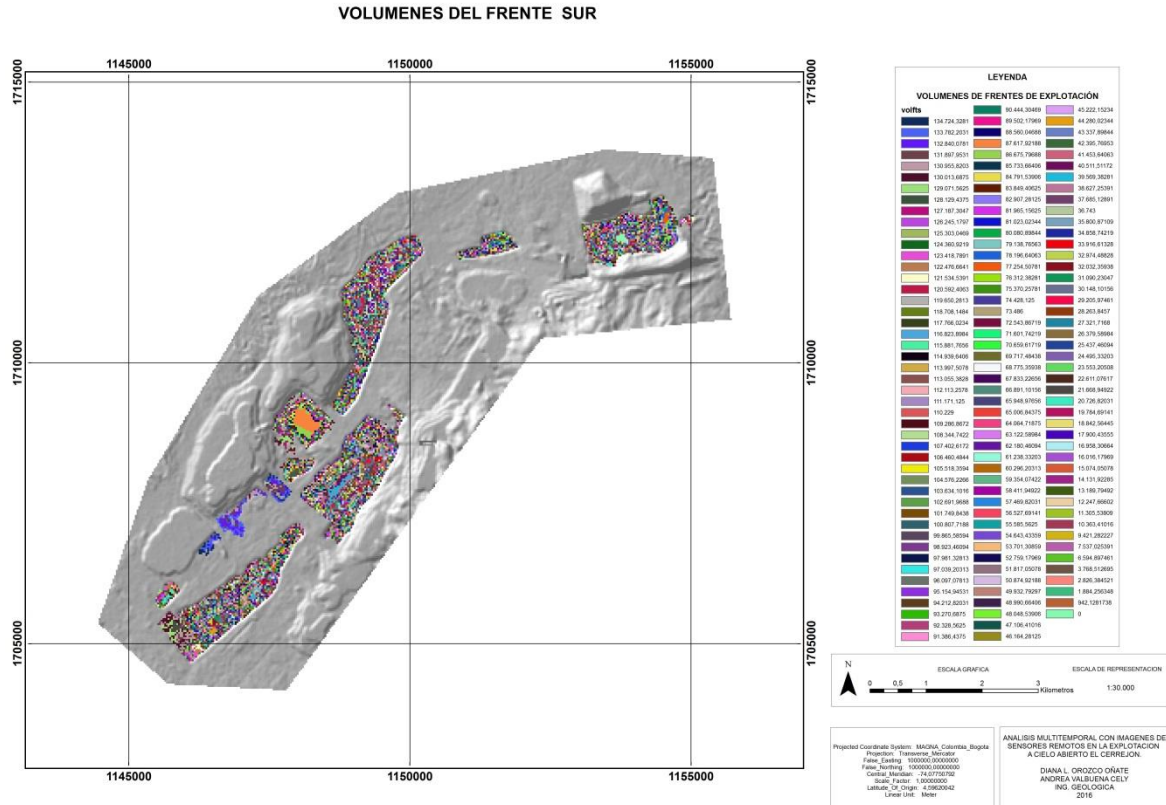 VOLUMENES DEL FRENTE SUR
1145000 1150000 1155000
1715000 1715000
1710000 1710000
1705000 1705000
1145000 1150000 1155000
LEYENDA
VOLUMENES DE FRENTES DE EXPLOTACIÓN
volfts
134.724,3281 90.444,30469 45.222,15234
133.782,2031 89.502,17969 44.280,02344
132.840,0781 88.560,04688 43.337,89844
131.897,9531 87.617,92188 42.395,76953
130.955,8203 86.675,79688 41.453,64063
130.013,6875 85.733,66406 40.511,51172
129.071,5625 84.791,53906 39.569,38281
128.129,4375 83.849,40625 38.627,25391
127.187,3047 82.907,28125 37.685,12891
126.245,1797 81.965,15625 36.743
125.303,0469 81.023,02344 35.800,87109
124.360,9219 80.080,89844 34.858,74219
123.418,7891 79.138,76563 33.916,61328
122.476,6641 78.196,64063 32.974,48828
121.534,5391 77.254,50781 32.032,35938
120.592,4063 76.312,38281 31.090,23047
119.650,2813 75.370,25781 30.148,10156
118.708,1484 74.428,125 29.205,97461
117.766,0234 73.486 28.263,8457
116.823,8984 72.543,86719 27.321,7168
115.881,7656 71.601,74219 26.379,58984
114.939,6406 70.659,61719 25.437,46094
113.997,5078 69.717,48438 24.495,33203
113.055,3828 68.775,35938 23.553,20508
112.113,2578 67.833,22656 22.611,07617
111.171,125 66.891,10156 21.668,94922
110.229 65.948,97656 20.726,82031
109.286,8672 65.006,84375 19.784,69141
108.344,7422 64.064,71875 18.842,56445
107.402,6172 63.122,58984 17.900,43555
106.460,4844 62.180,46094 16.958,30664
105.518,3594 61.238,33203 16.016,17969
104.576,2266 60.296,20313 15.074,05078
103.634,1016 59.354,07422 14.131,92285
102.691,9688 58.411,94922 13.189,79492
101.749,8438 57.469,82031 12.247,66602
100.807,7188 56.527,69141 11.305,53809
99.865,58594 55.585,5625 10.363,41016
98.923,46094 54.643,43359 9.421,282227
97.981,32813 53.701,30859 7.537,025391
97.039,20313 52.759,17969 6.594,897461
96.097,07813 51.817,05078 3.768,512695
95.154,94531 50.874,92188 2.826,384521
94.212,82031 49.932,79297 1.884,256348
93.270,6875 48.990,66406 942,1281738
92.328,5625 48.048,53906 0
91.386,4375 47.106,41016
46.164,28125
N
ESCALA GRAFICA ESCALA DE REPRESENTACION
0 0,5 1 2 3
Kilometros 1:30.000
Projected Coordinate System: MAGNA_Colombia_Bogota
Projection: Transverse_Mercator
False_Easting: 1000000,00000000
False_Northing: 1000000,00000000
Central_Meridian: -74,07750792
Scale_Factor: 1,00000000
Latitude_Of_Origin: 4,59620042
Linear Unit: Meter
ANALISIS MULTITEMPORAL CON IMAGENES DE
SENSORES REMOTOS EN LA EXPLOTACION
A CIELO ABIERTO EL CERREJON.
DIANA L. OROZCO OÑATE
ANDREA VALBUENA CELY
ING. GEOLOGICA
2016